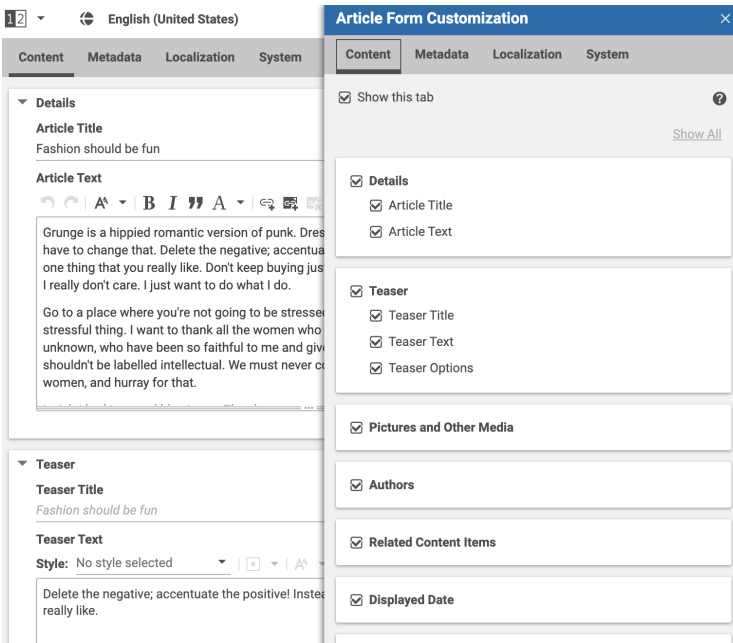 12 English (United States)
Content Metadata Localization System
Details
Article Title
Fashion should be fun
Article Text
Grunge is a hippied romantic version of punk.
have to change that. Delete the negative;
one thing that you really like. Don't keep buying
I really don't care. I just want to do what I do.
Go to a place where you're not going to be
stressful thing. I want to thank all the women who
unknown, who have been so faithful to me and
shouldn't be labelled intellectual. We must never
women, and hurray for that.
Teaser
Teaser Title
Fashion should be fun
Teaser Text
Style: No style selected
Delete the negative; accentuate the positive!
really like.
Article Form Customization
Content Metadata Localization System
Show this tab
Show All
Details
Article Title
Article Text
Teaser
Teaser Title
Teaser Text
Teaser Options
Pictures and Other Media
Authors
Related Content Items
Displayed Date